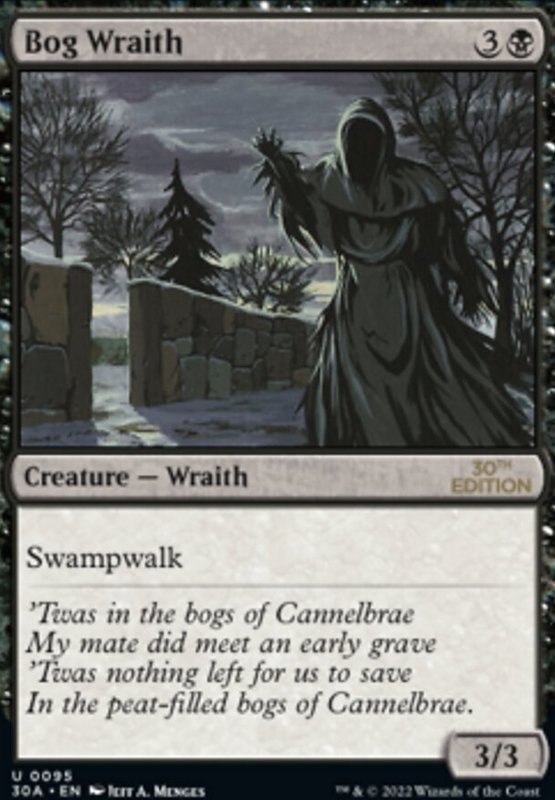 Bog Wraith 3
Creature — Wraith
30TH
EDITION
Swampwalk
’Twas in the bogs of Cannelbrae
My mate did meet an early grave
’Twas nothing left for us to save
In the peat-filled bogs of Cannelbrae.
3/3
U 0095
30A • EN Jeff A. Menges
™ & © 2022 Wizards of the Coast